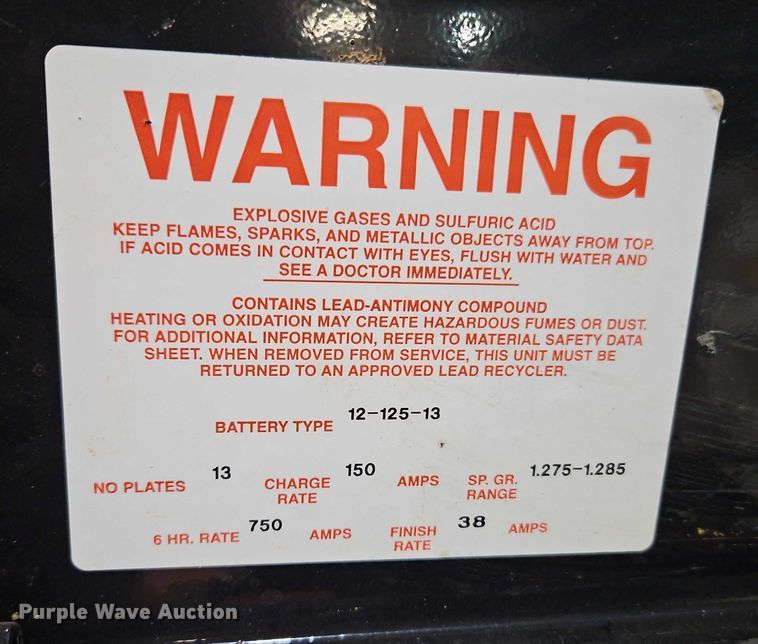 WARNING
EXPLOSIVE GASES AND SULFURIC ACID
KEEP FLAMES, SPARKS, AND METALLIC OBJECTS AWAY FROM TOP.
IF ACID COMES IN CONTACT WITH EYES, FLUSH WITH WATER AND
SEE A DOCTOR IMMEDIATELY.
CONTAINS LEAD-ANTIMONY COMPOUND
HEATING OR OXIDATION MAY CREATE HAZARDOUS FUMES OR DUST.
FOR ADDITIONAL INFORMATION, REFER TO MATERIAL SAFETY DATA
SHEET. WHEN REMOVED FROM SERVICE, THIS UNIT MUST BE
RETURNED TO AN APPROVED LEAD RECYCLER.
BATTERY TYPE 12-125-13
NO PLATES 13 CHARGE RATE 150 AMPS SP. GR. RANGE 1.275-1.285
6 HR. RATE 750 AMPS FINISH RATE 38 AMPS
Purple Wave Auction